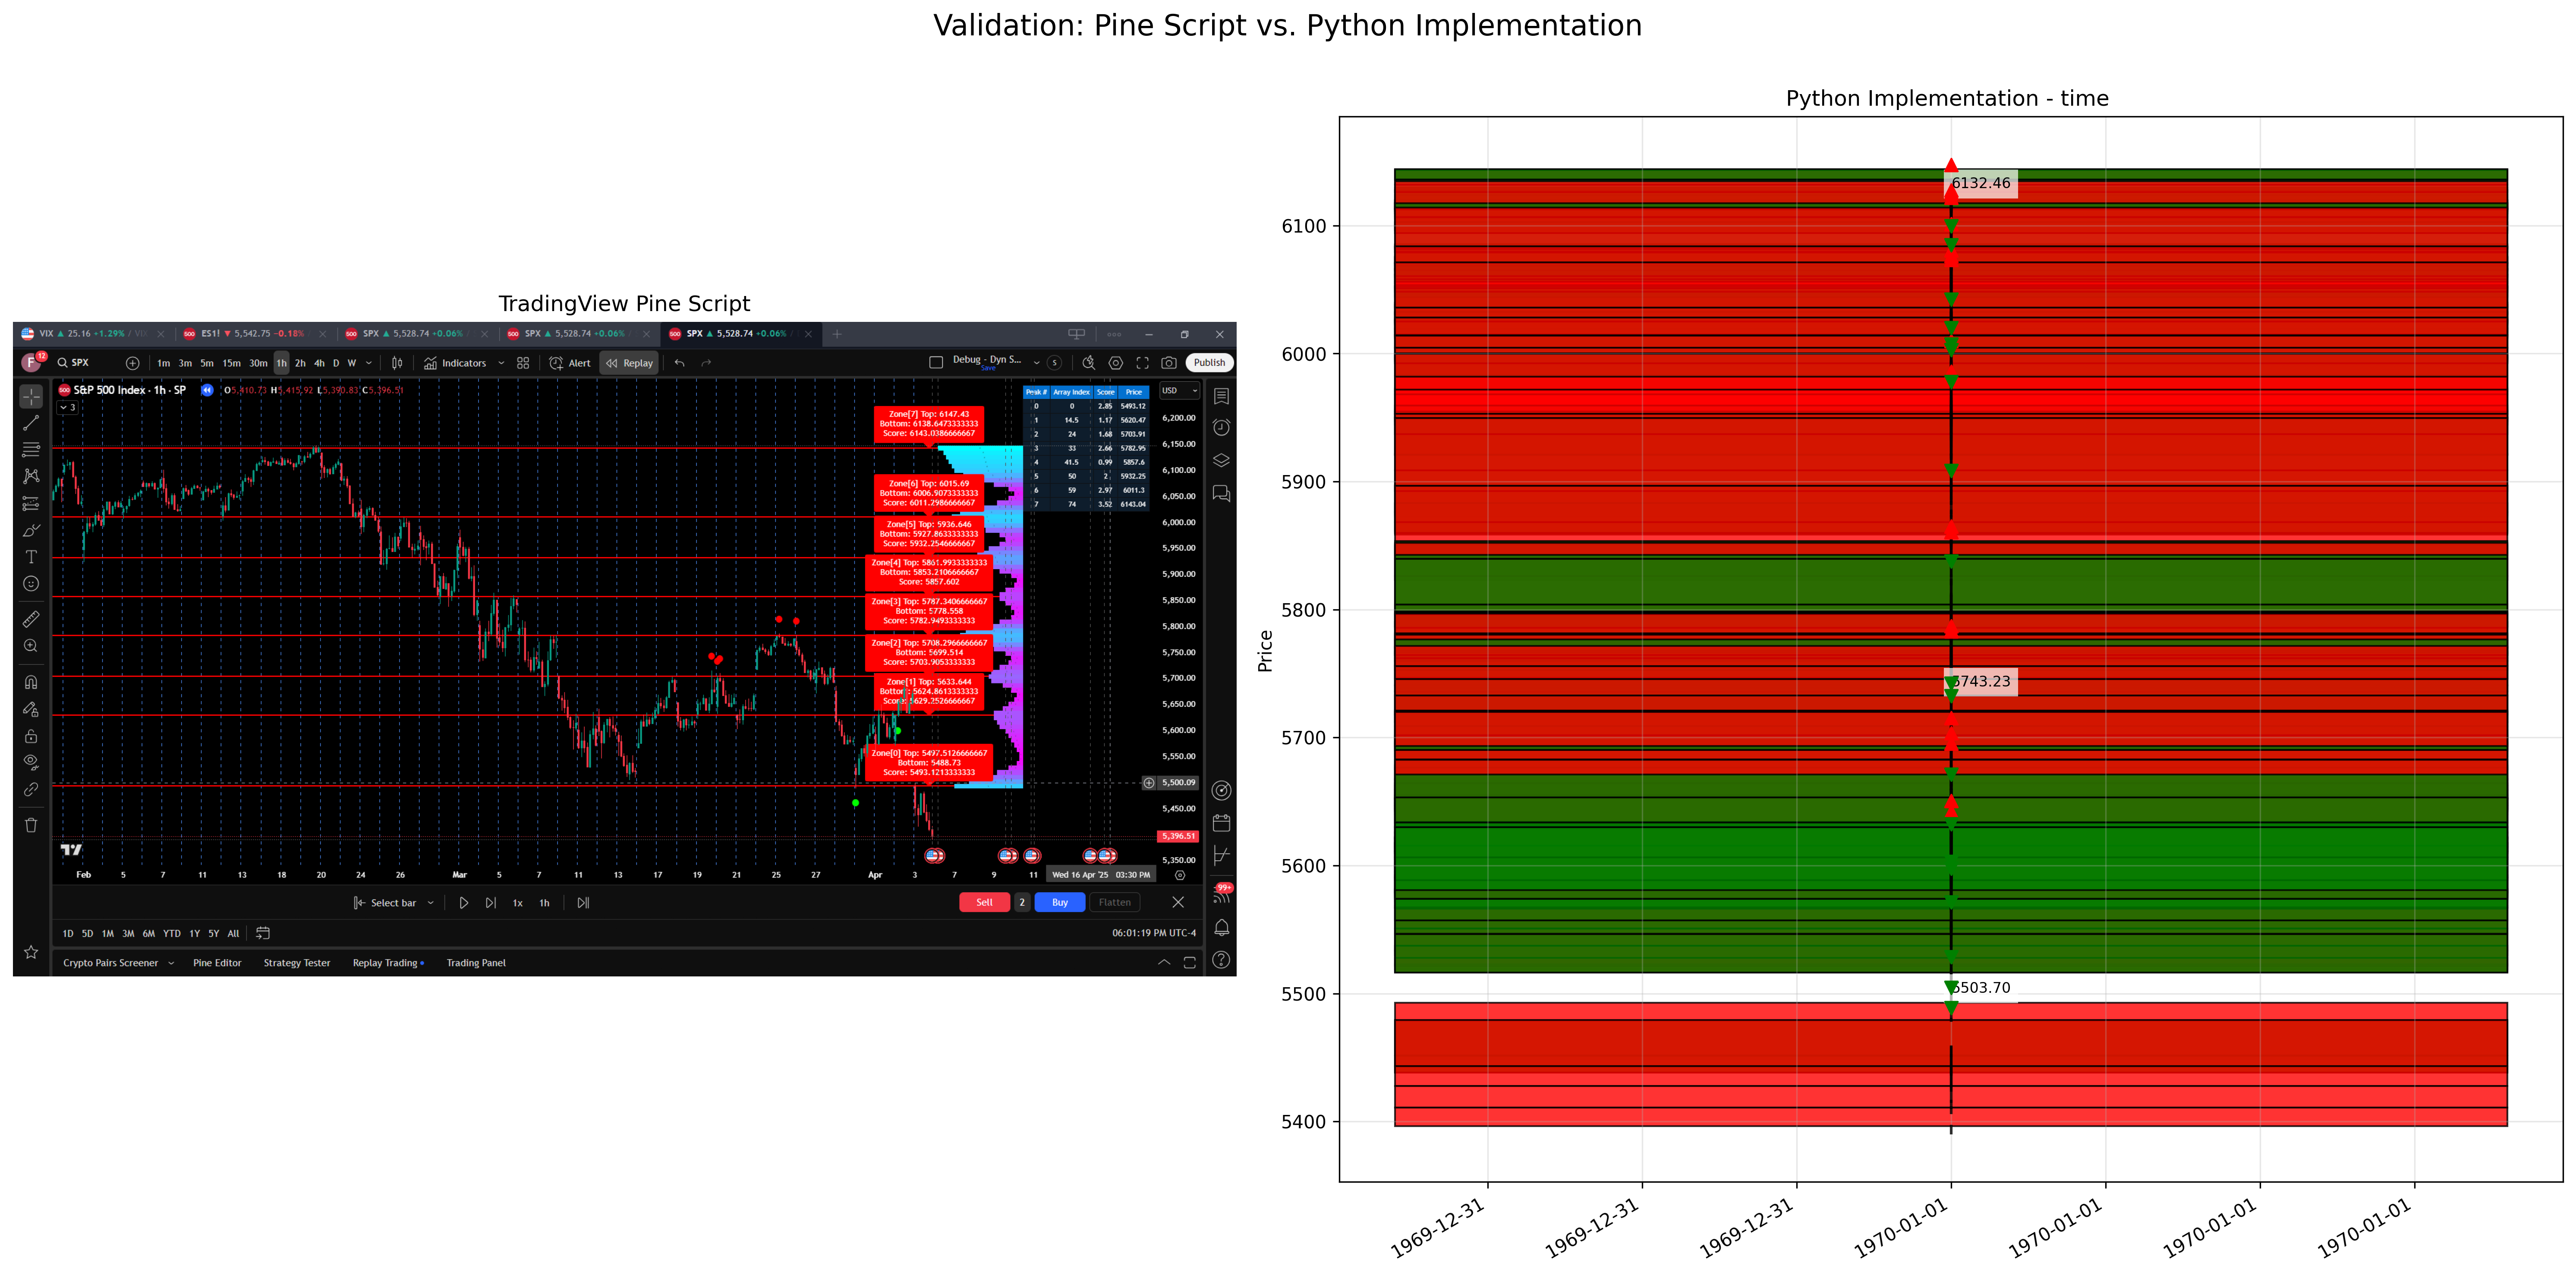 Validation: Pine Script vs. Python Implementation
TradingView Pine Script
VIX ▲ 25.16 +1.29% / VIX
ES1! ▼ 5,542.75 −0.18% /
SPX ▲ 5,528.74 +0.06% /
SPX ▲ 5,528.74 +0.06% /
SPX ▲ 5,528.74 +0.06% /
F 12
SPX
1m 3m 5m 15m 30m 1h 2h 4h D W
Indicators
Alert
Replay
Debug - Dyn S...
Save
S
Publish
S&P 500 Index · 1h · SP
O5,410.73 H5,415.92 L5,390.83 C5,396.51
3
Peak # Array Index Score Price
0 0 2.85 5493.12
1 14.5 1.17 5620.47
2 24 1.68 5703.91
3 33 2.66 5782.95
4 41.5 0.99 5857.6
5 50 2 5932.25
6 59 2.97 6011.3
7 74 3.52 6143.04
USD
Zone[7] Top: 6147.43
Bottom: 6138.6473333333
Score: 6143.0386666667
Zone[6] Top: 6015.69
Bottom: 6006.9073333333
Score: 6011.2986666667
Zone[5] Top: 5936.646
Bottom: 5927.8633333333
Score: 5932.2546666667
Zone[4] Top: 5861.9933333333
Bottom: 5853.2106666667
Score: 5857.602
Zone[3] Top: 5787.3406666667
Bottom: 5778.558
Score: 5782.9493333333
Zone[2] Top: 5708.2966666667
Bottom: 5699.514
Score: 5703.9053333333
Zone[1] Top: 5633.644
Bottom: 5624.8613333333
Score: 5629.2526666667
Zone[0] Top: 5497.5126666667
Bottom: 5488.73
Score: 5493.1213333333
6,200.00
6,150.00
6,100.00
6,050.00
6,000.00
5,950.00
5,900.00
5,850.00
5,800.00
5,750.00
5,700.00
5,650.00
5,600.00
5,550.00
5,500.09
5,450.00
5,396.51
5,350.00
Feb 5 7 11 13 18 20 24 26 Mar 5 7 11 13 17 19 21 25 27 Apr 3 7 9 11
Wed 16 Apr '25 03:30 PM
99+
Select bar
1x
1h
Sell
2
Buy
Flatten
1D 5D 1M 3M 6M YTD 1Y 5Y All
06:01:19 PM UTC-4
Crypto Pairs Screener
Pine Editor
Strategy Tester
Replay Trading
Trading Panel
Python Implementation - time
Price
6100
6000
5900
5800
5700
5600
5500
5400
6132.46
5743.23
5503.70
1969-12-31
1969-12-31
1969-12-31
1970-01-01
1970-01-01
1970-01-01
1970-01-01